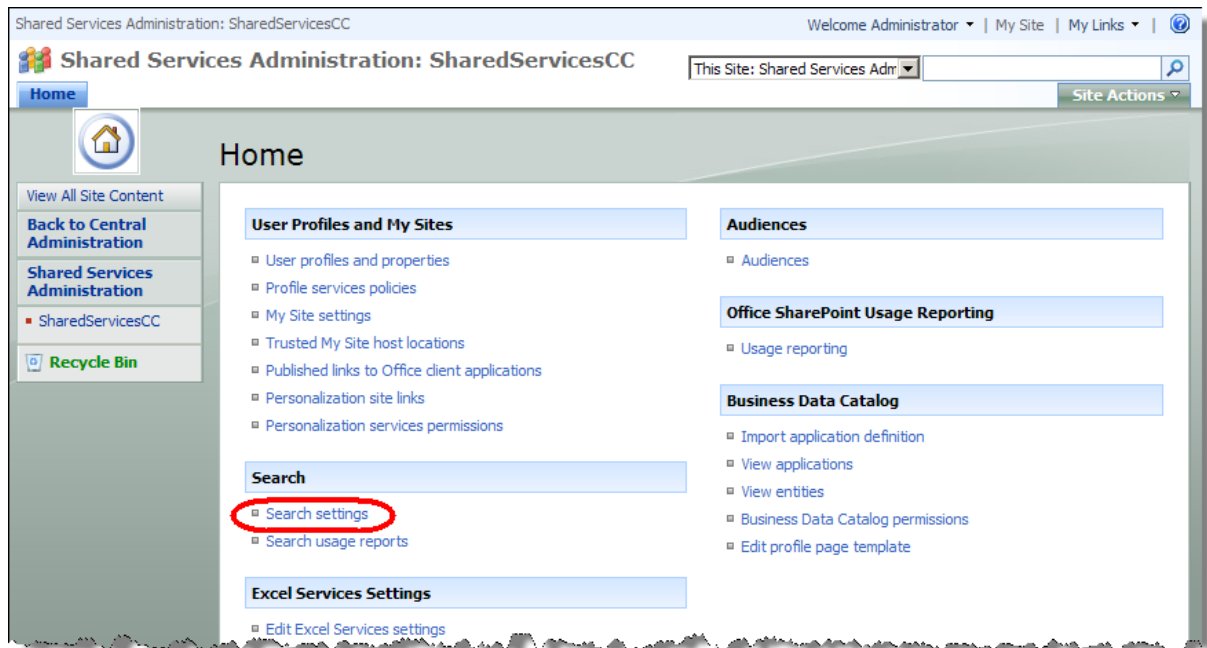 Shared Services Administration: SharedServicesCC
Welcome Administrator | My Site | My Links |
Shared Services Administration: SharedServicesCC
This Site: Shared Services Adm
Home
Site Actions
Home
View All Site Content
Back to Central
Administration
Shared Services
Administration
SharedServicesCC
Recycle Bin
User Profiles and My Sites
User profiles and properties
Profile services policies
My Site settings
Trusted My Site host locations
Published links to Office client applications
Personalization site links
Personalization services permissions
Search
Search settings
Search usage reports
Excel Services Settings
Edit Excel Services settings
Audiences
Audiences
Office SharePoint Usage Reporting
Usage reporting
Business Data Catalog
Import application definition
View applications
View entities
Business Data Catalog permissions
Edit profile page template